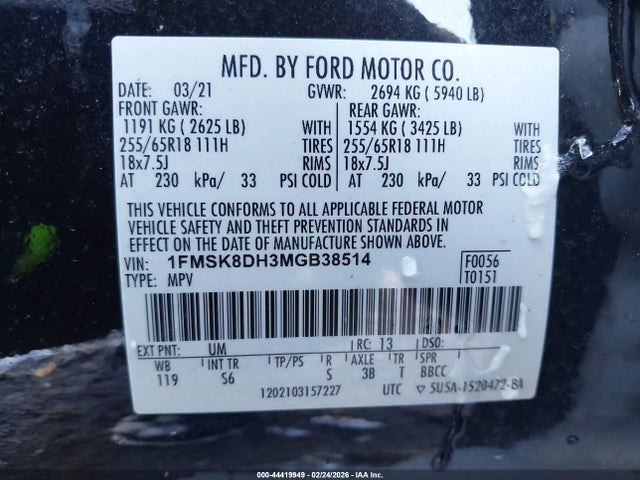 MFD. BY FORD MOTOR CO.
DATE: 03/21 GVWR: 2694 KG ( 5940 LB)
FRONT GAWR: REAR GAWR:
1191 KG ( 2625 LB) WITH 1554 KG ( 3425 LB) WITH
255/65R18 111H TIRES 255/65R18 111H TIRES
18x7.5J RIMS 18x7.5J RIMS
AT 230 kPa/ 33 PSI COLD AT 230 kPa/ 33 PSI COLD
THIS VEHICLE CONFORMS TO ALL APPLICABLE FEDERAL MOTOR
VEHICLE SAFETY AND THEFT PREVENTION STANDARDS IN
EFFECT ON THE DATE OF MANUFACTURE SHOWN ABOVE.
VIN: 1FMSK8DH3MGB38514 F0056
TYPE: MPV T0151
EXT PNT: UM RC: 13 DSO:
WB INT TR TP/PS R AXLE TR SPR
119 S6 S 3B T BBCC
1202103157227 UTC ▽ 5U5A-1520472-BA
000-44419949 - 02/24/2026 - IAA Inc.